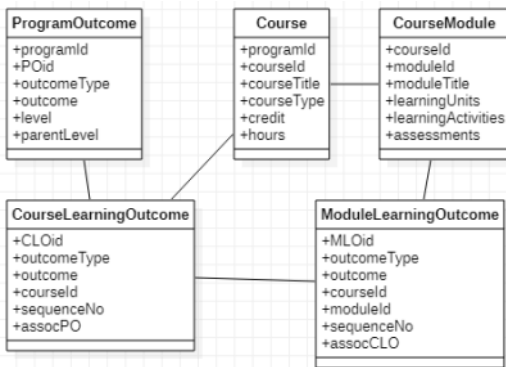 ProgramOutcome
+programId
+POid
+outcomeType
+outcome
+level
+parentLevel
Course
+programId
+courseId
+courseTitle
+courseType
+credit
+hours
CourseModule
+courseId
+moduleId
+moduleTitle
+learningUnits
+learningActivities
+assessments
CourseLearningOutcome
+CLOid
+outcomeType
+outcome
+courseId
+sequenceNo
+assocPO
ModuleLearningOutcome
+MLOid
+outcomeType
+outcome
+courseId
+moduleId
+sequenceNo
+assocCLO